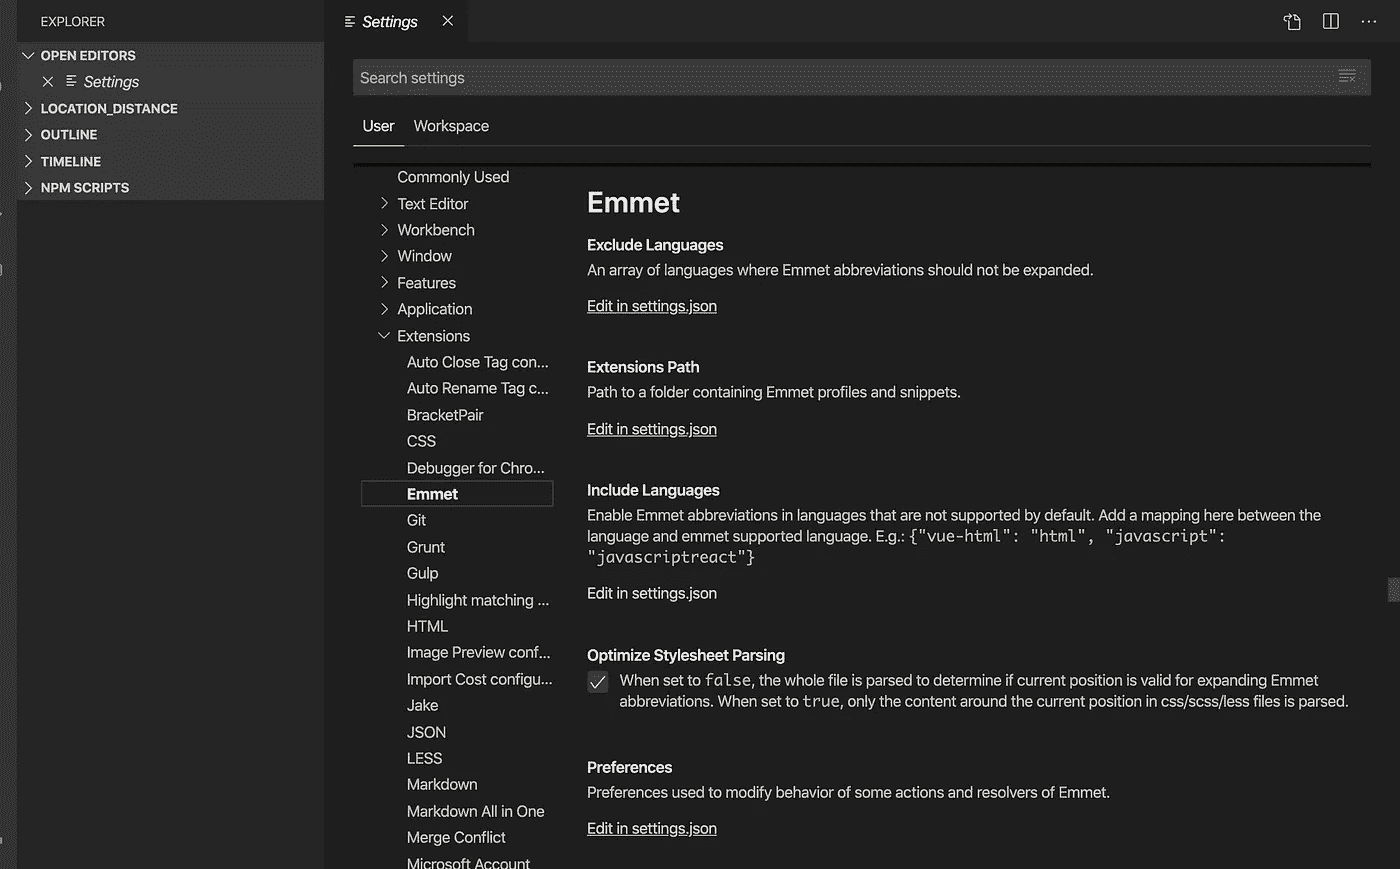 EXPLORER
OPEN EDITORS
Settings
LOCATION_DISTANCE
OUTLINE
TIMELINE
NPM SCRIPTS
Settings
Search settings
User Workspace
Commonly Used
Text Editor
Workbench
Window
Features
Application
Extensions
Auto Close Tag con...
Auto Rename Tag c...
BracketPair
CSS
Debugger for Chro...
Emmet
Git
Grunt
Gulp
Highlight matching ...
HTML
Image Preview conf...
Import Cost configu...
Jake
JSON
LESS
Markdown
Markdown All in One
Merge Conflict
Microsoft Account
Emmet
Exclude Languages
An array of languages where Emmet abbreviations should not be expanded.
Edit in settings.json
Extensions Path
Path to a folder containing Emmet profiles and snippets.
Edit in settings.json
Include Languages
Enable Emmet abbreviations in languages that are not supported by default. Add a mapping here between the
language and emmet supported language. E.g.: {"vue-html": "html", "javascript":
"javascriptreact"}
Edit in settings.json
Optimize Stylesheet Parsing
When set to false, the whole file is parsed to determine if current position is valid for expanding Emmet
abbreviations. When set to true, only the content around the current position in css/scss/less files is parsed.
Preferences
Preferences used to modify behavior of some actions and resolvers of Emmet.
Edit in settings.json